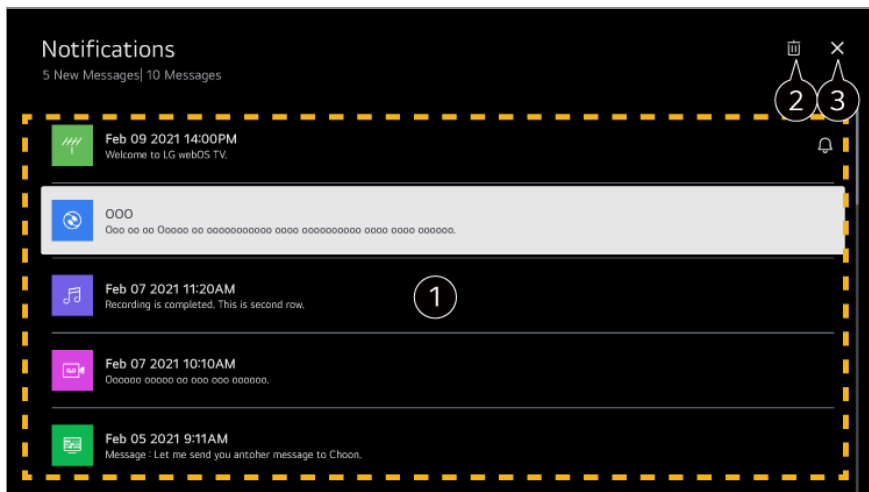 Notifications
5 New Messages| 10 Messages
2 3
Feb 09 2021 14:00PM
Welcome to LG webOS TV.
OOO
Ooo oo oo Ooooo oo ooooooooooo oooo oooooooooo oooo oooo oooooo.
1
Feb 07 2021 11:20AM
Recording is completed. This is second row.
Feb 07 2021 10:10AM
Oooooo ooooo oo ooo ooo oooooo.
Feb 05 2021 9:11AM
Message : Let me send you antoher message to Choon.